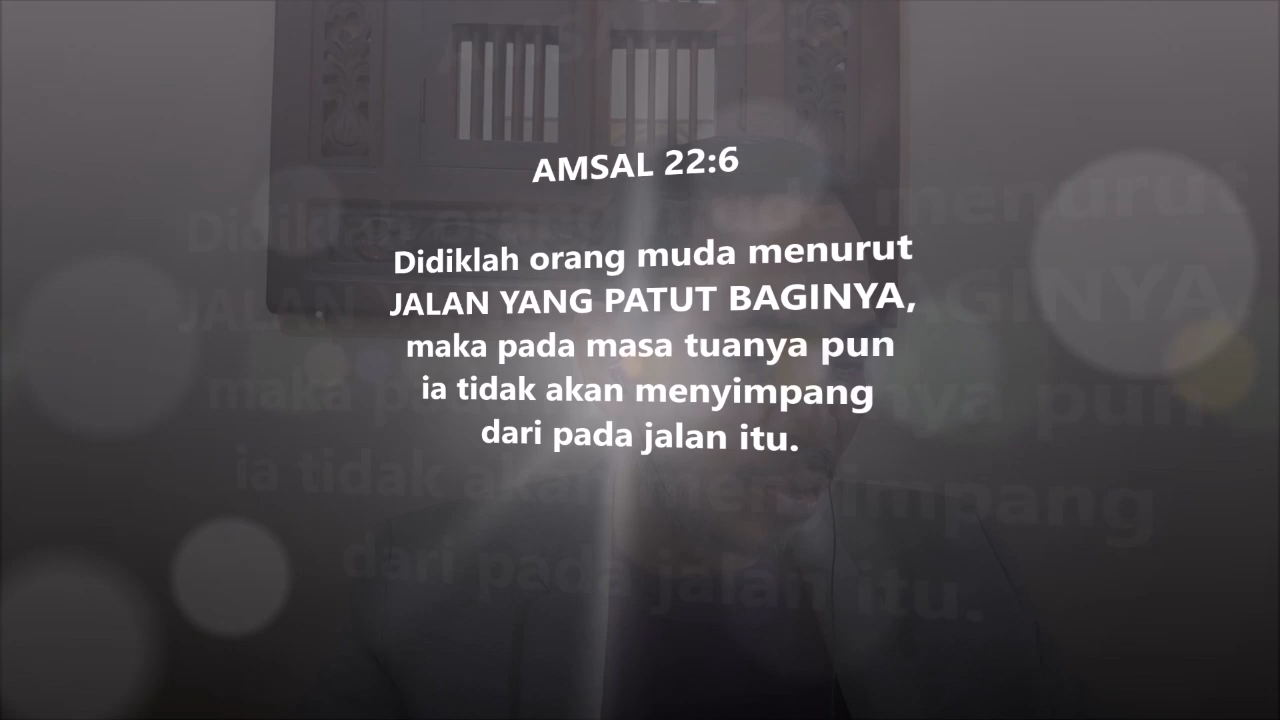 AMSAL 22:6
Didiklah orang muda menurut
JALAN YANG PATUT BAGINYA,
maka pada masa tuanya pun
ia tidak akan menyimpang
dari pada jalan itu.